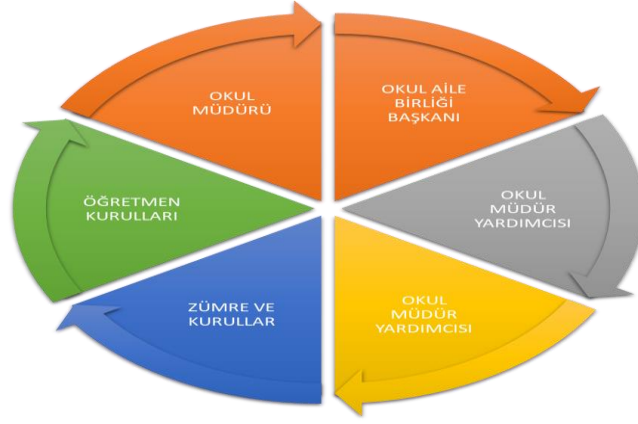 OKUL
MÜDÜRÜ
OKUL AİLE
BİRLİĞİ
BAŞKANI
OKUL
MÜDÜR
YARDIMCISI
OKUL
MÜDÜR
YARDIMCISI
ZÜMRE VE
KURULLAR
ÖĞRETMEN
KURULLARI